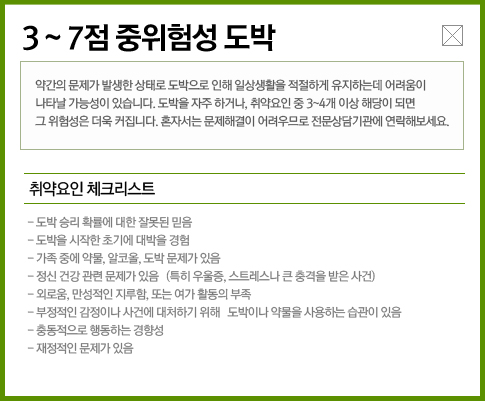 3 ~ 7점 중위험성 도박
약간의 문제가 발생한 상태로 도박으로 인해 일상생활을 적절하게 유지하는데 어려움이
나타날 가능성이 있습니다. 도박을 자주 하거나, 취약요인 중 3~4개 이상 해당이 되면
그 위험성은 더욱 커집니다. 혼자서는 문제해결이 어려우므로 전문상담기관에 연락해보세요.
취약요인 체크리스트
- 도박 승리 확률에 대한 잘못된 믿음
- 도박을 시작한 초기에 대박을 경험
- 가족 중에 약물, 알코올, 도박 문제가 있음
- 정신 건강 관련 문제가 있음 (특히 우울증, 스트레스나 큰 충격을 받은 사건)
- 외로움, 만성적인 지루함, 또는 여가 활동의 부족
- 부정적인 감정이나 사건에 대처하기 위해 도박이나 약물을 사용하는 습관이 있음
- 충동적으로 행동하는 경향성
- 재정적인 문제가 있음